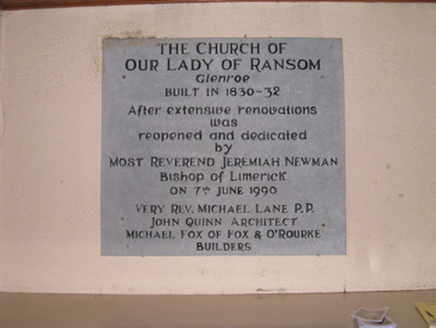 THE CHURCH OF
OUR LADY OF RANSOM
Glenroe
BUILT IN 1830-32
After extensive renovations
was
reopened and dedicated
by
MOST REVEREND JEREMIAH NEWMAN
Bishop of Limerick
ON 7th JUNE 1990
VERY REV. MICHAEL LANE P.P.
JOHN QUINN ARCHITECT
MICHAEL FOX OF FOX & O'ROURKE
BUILDERS